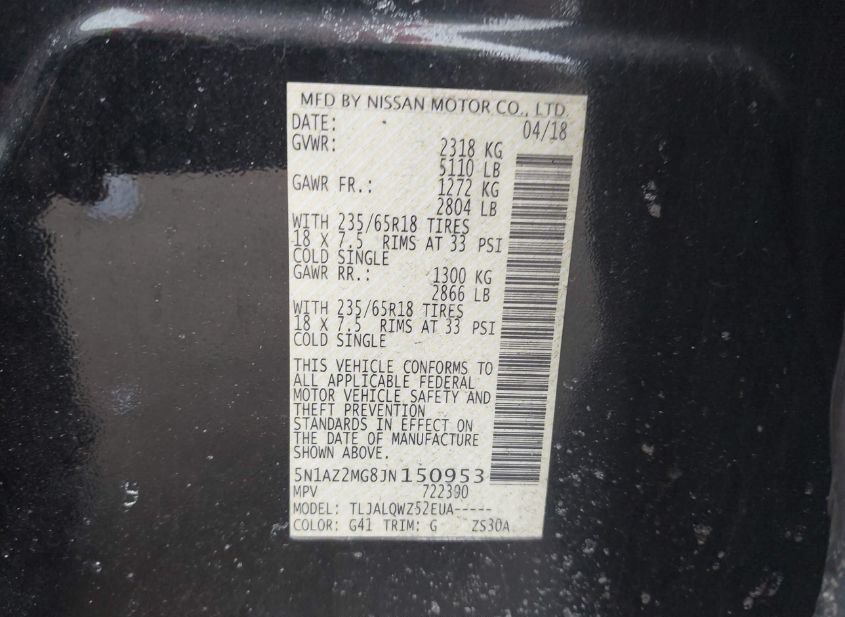 MFD BY NISSAN MOTOR CO., LTD.
DATE: 04/18
GVWR: 2318 KG
5110 LB
GAWR FR.: 1272 KG
2804 LB
WITH 235/65R18 TIRES
18 X 7.5 RIMS AT 33 PSI
COLD SINGLE
GAWR RR.: 1300 KG
2866 LB
WITH 235/65R18 TIRES
18 X 7.5 RIMS AT 33 PSI
COLD SINGLE
THIS VEHICLE CONFORMS TO
ALL APPLICABLE FEDERAL
MOTOR VEHICLE SAFETY AND
THEFT PREVENTION
STANDARDS IN EFFECT ON
THE DATE OF MANUFACTURE
SHOWN ABOVE.
5N1AZ2MG8JN150953
MPV 722390
MODEL: TLJALQWZ52EUA-----
COLOR: G41 TRIM: G ZS30A